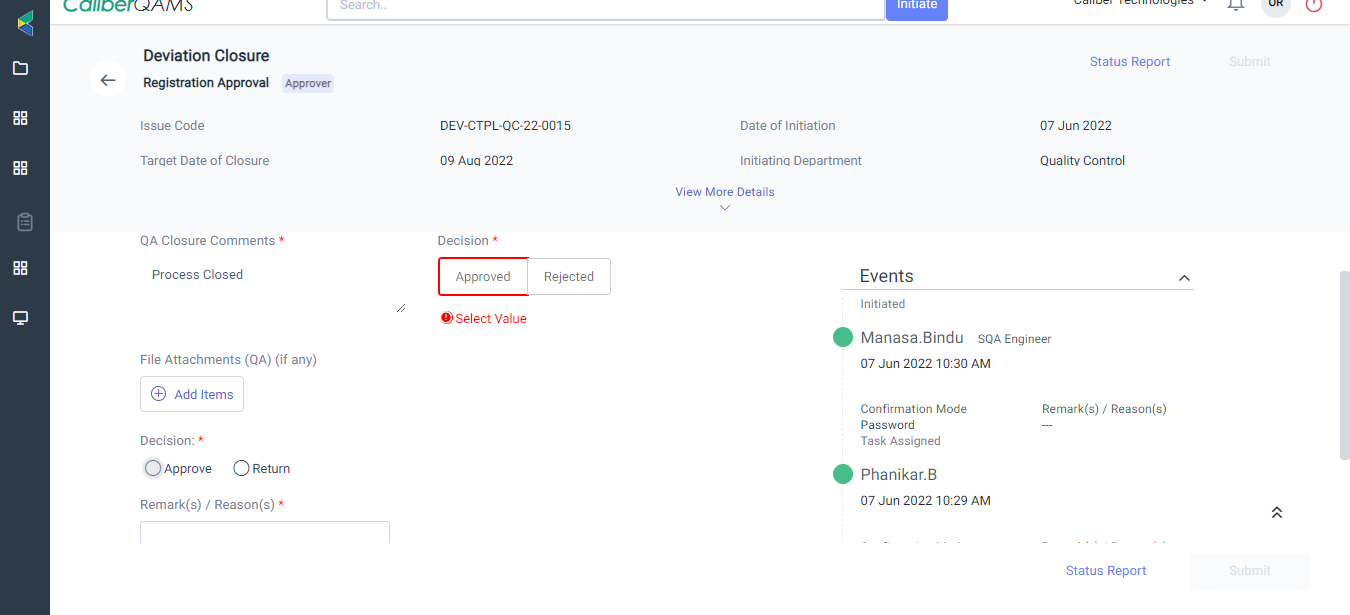 CaliberQAMS
Search..
Initiate
Caliber Technologies
QR
Deviation Closure
Registration Approval Approver
Status Report
Submit
Issue Code DEV-CTPL-QC-22-0015 Date of Initiation 07 Jun 2022
Target Date of Closure 09 Aug 2022 Initiating Department Quality Control
View More Details
QA Closure Comments *
Process Closed
Decision *
Approved Rejected
Select Value
File Attachments (QA) (if any)
Add Items
Decision: *
Approve Return
Remark(s) / Reason(s) *
Events
Initiated
Manasa.Bindu SQA Engineer
07 Jun 2022 10:30 AM
Confirmation Mode Remark(s) / Reason(s)
Password ---
Task Assigned
Phanikar.B
07 Jun 2022 10:29 AM
Status Report
Submit